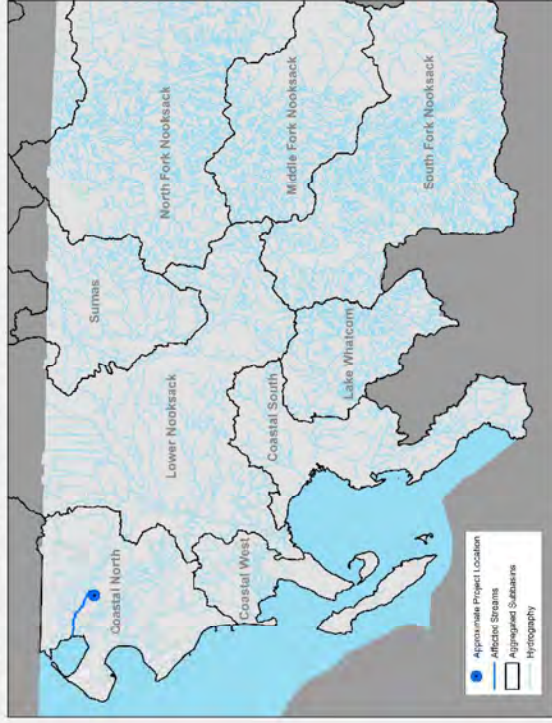 North Fork Nooksack
Middle Fork Nooksack
South Fork Nooksack
Sumas
Lake Whatcom
Lower Nooksack
Coastal South
Coastal North
Coastal West
Approximate Project Location
Affected Streams
Aggregated Subbasins
Hydrography